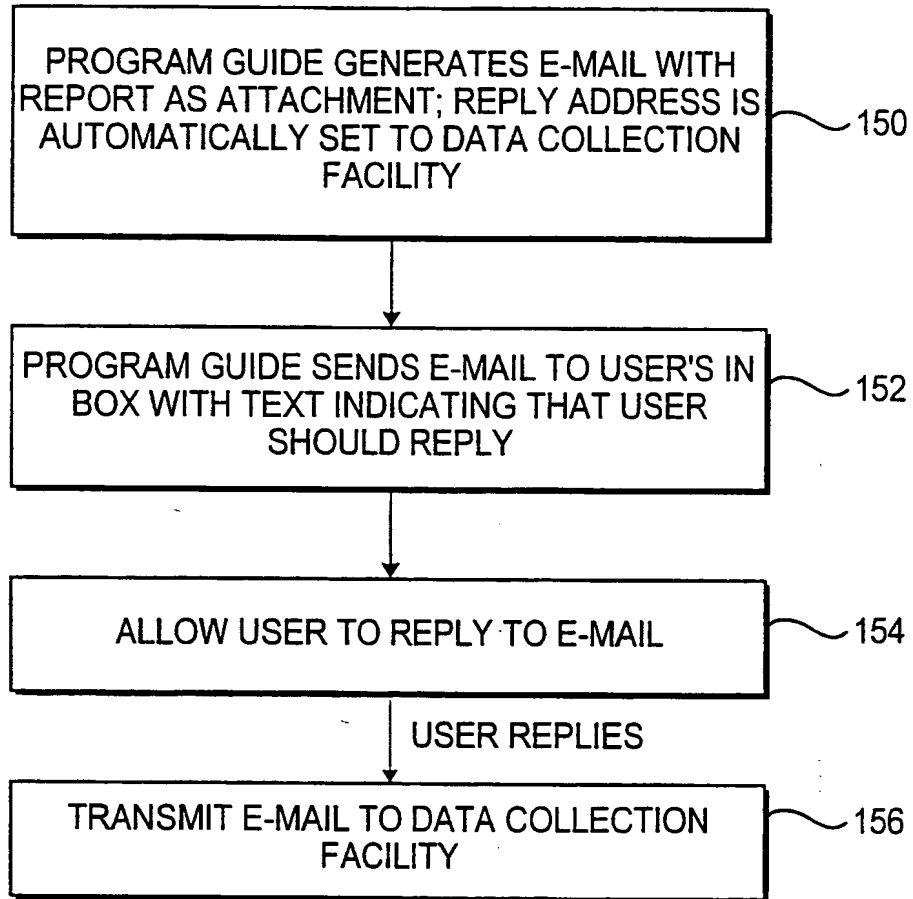 PROGRAM GUIDE GENERATES E-MAIL WITH
REPORT AS ATTACHMENT; REPLY ADDRESS IS
AUTOMATICALLY SET TO DATA COLLECTION
FACILITY
150
PROGRAM GUIDE SENDS E-MAIL TO USER'S IN
BOX WITH TEXT INDICATING THAT USER
SHOULD REPLY
152
ALLOW USER TO REPLY TO E-MAIL
154
USER REPLIES
TRANSMIT E-MAIL TO DATA COLLECTION
FACILITY
156